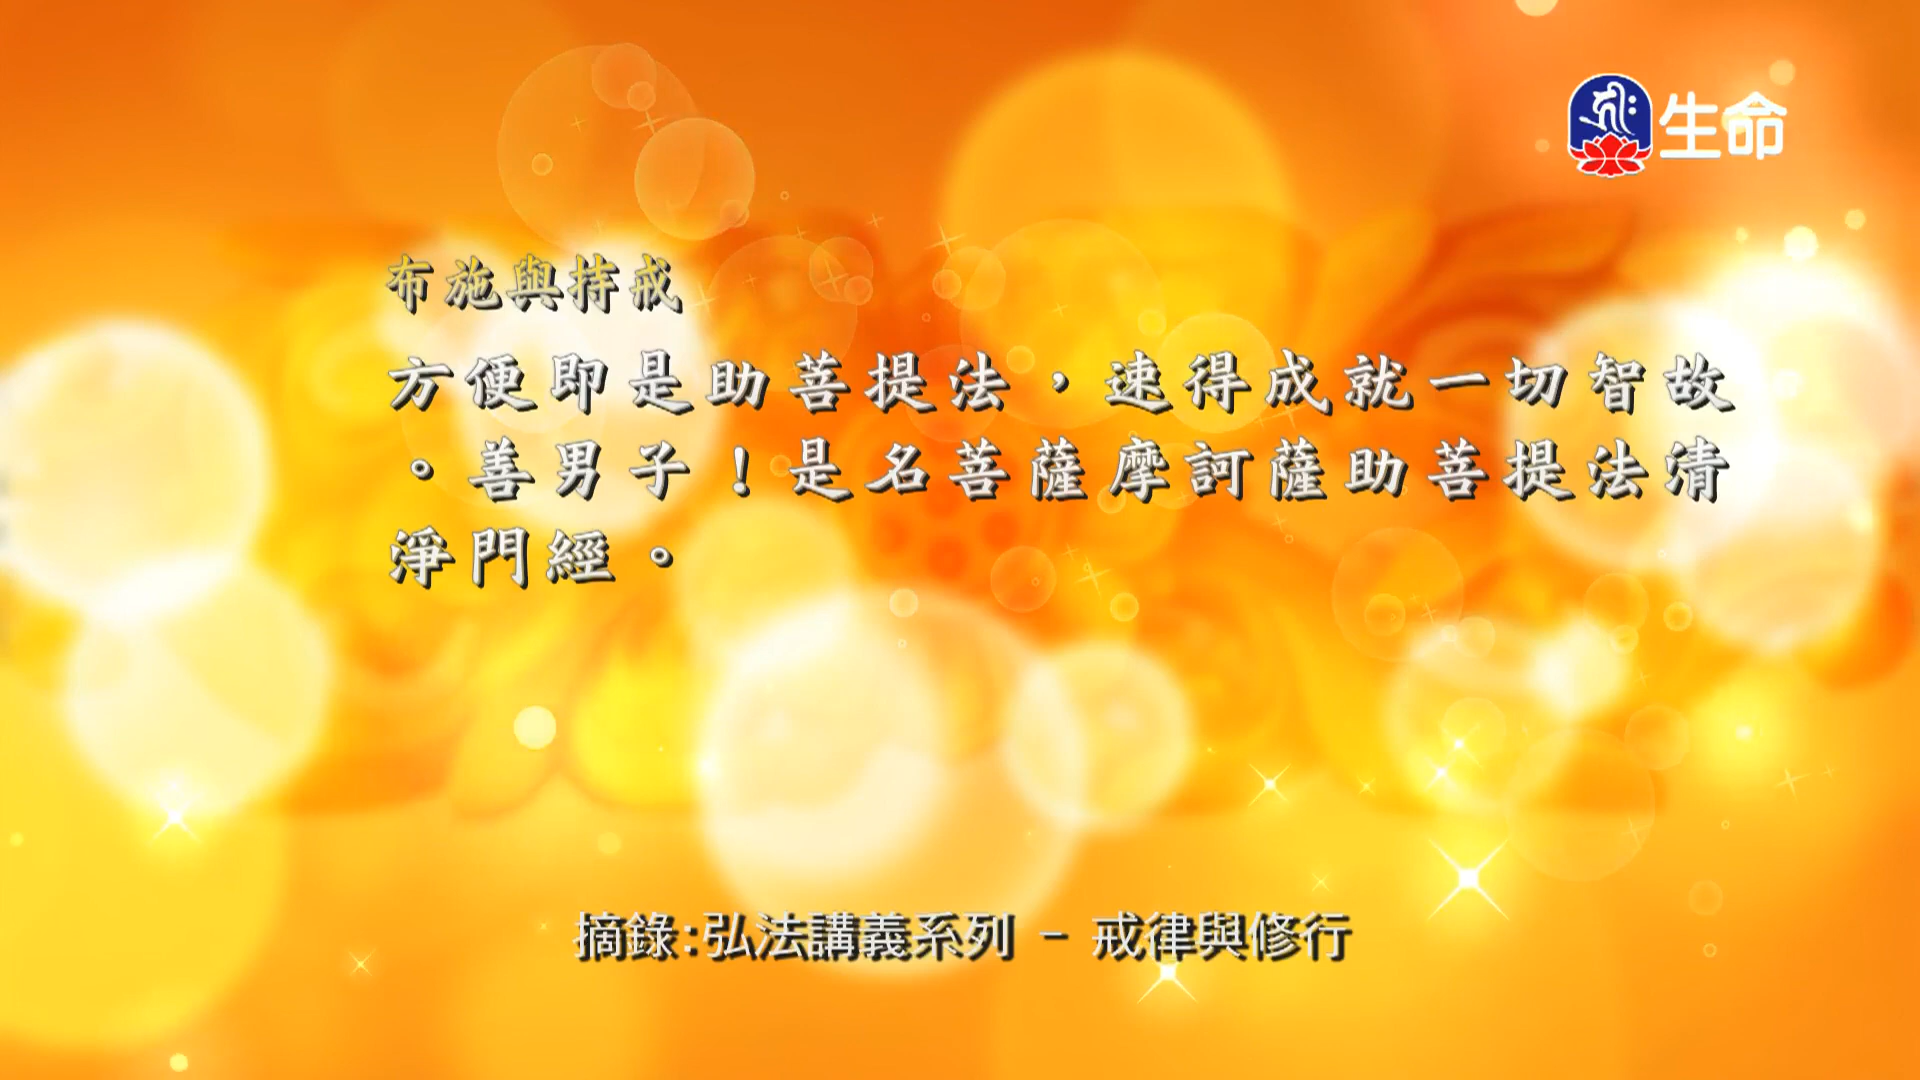 生命
布施與持戒
方便即是助菩提法，速得成就一切智故
。善男子！是名菩薩摩訶薩助菩提法清
淨門經。
摘錄:弘法講義系列 - 戒律與修行